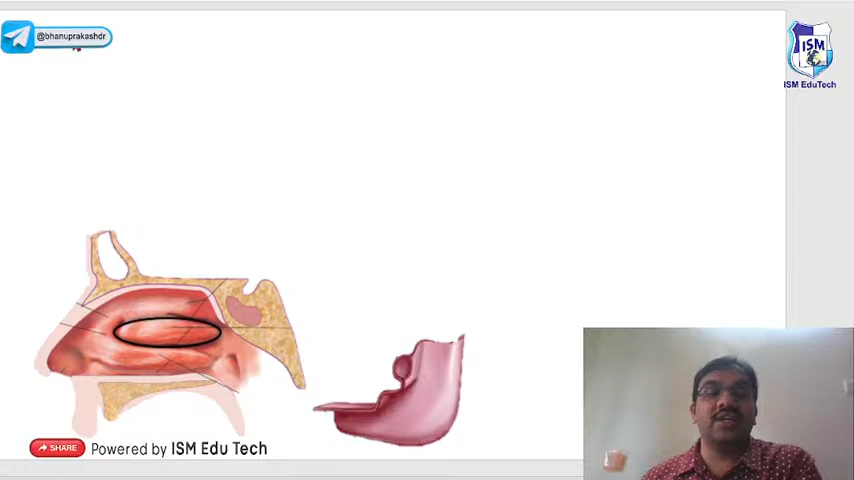 @bhanuprakashdr
ISM
ISM EduTech
SHARE
Powered by ISM Edu Tech